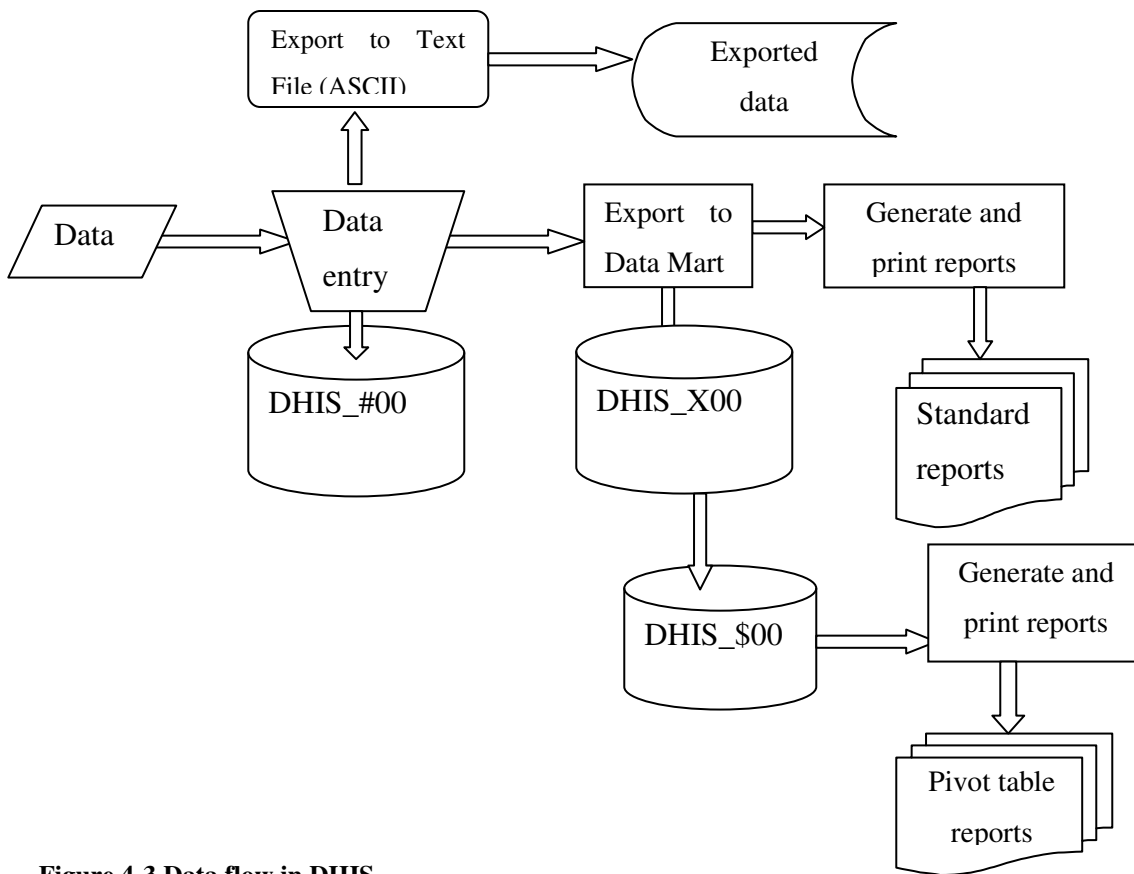 Export to Text
File (ASCII)
Exported
data
Data
Data
entry
Export to
Data Mart
Generate and
print reports
DHIS_#00
DHIS_X00
Standard
reports
DHIS_$00
Generate and
print reports
Pivot table
reports
Figure 4-3 Data flow in DHIS